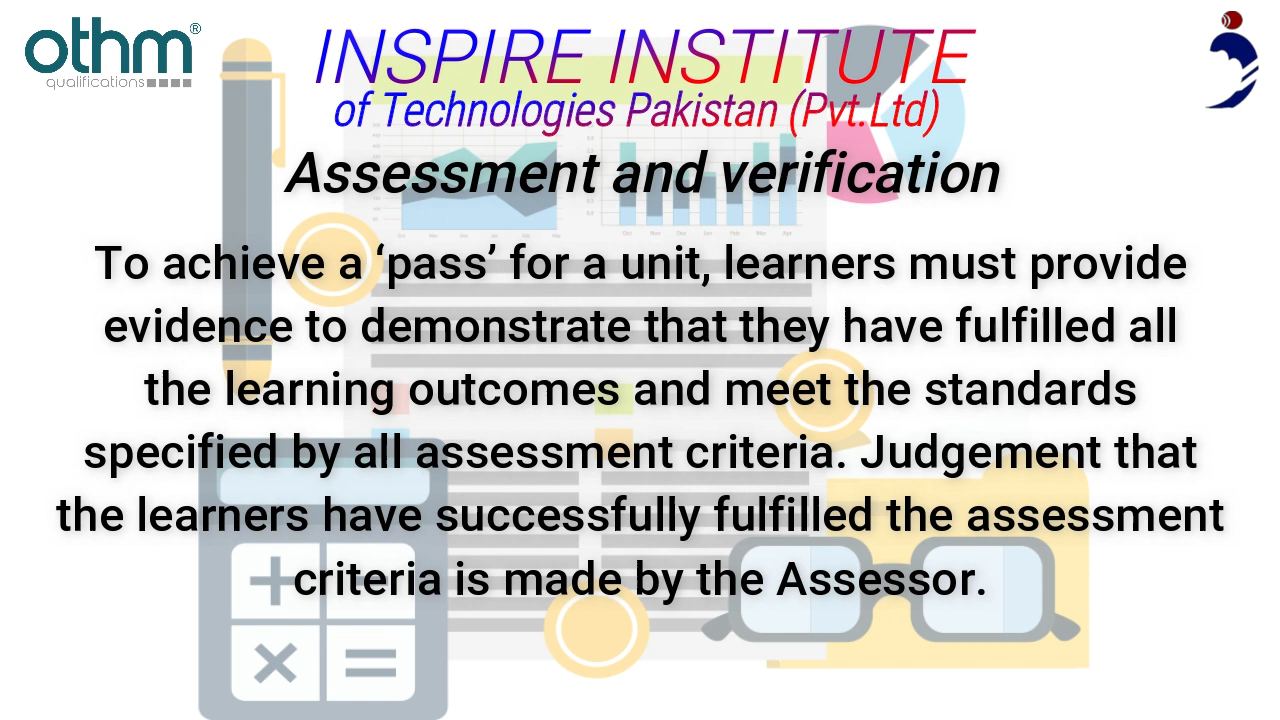 othm®
qualifications
INSPIRE INSTITUTE
of Technologies Pakistan (Pvt.Ltd)
Assessment and verification
To achieve a ‘pass’ for a unit, learners must provide
evidence to demonstrate that they have fulfilled all
the learning outcomes and meet the standards
specified by all assessment criteria. Judgement that
the learners have successfully fulfilled the assessment
criteria is made by the Assessor.